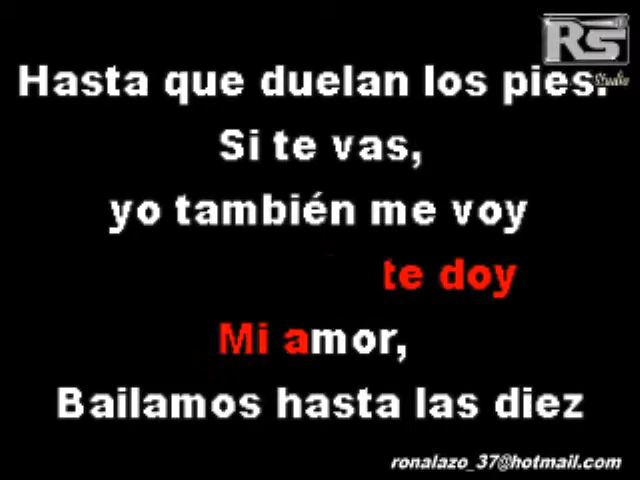 RS
Studio
Hasta que duelan los pies.
Si te vas,
yo también me voy
te doy
Mi amor,
Bailamos hasta las diez
ronalazo_37@hotmail.com